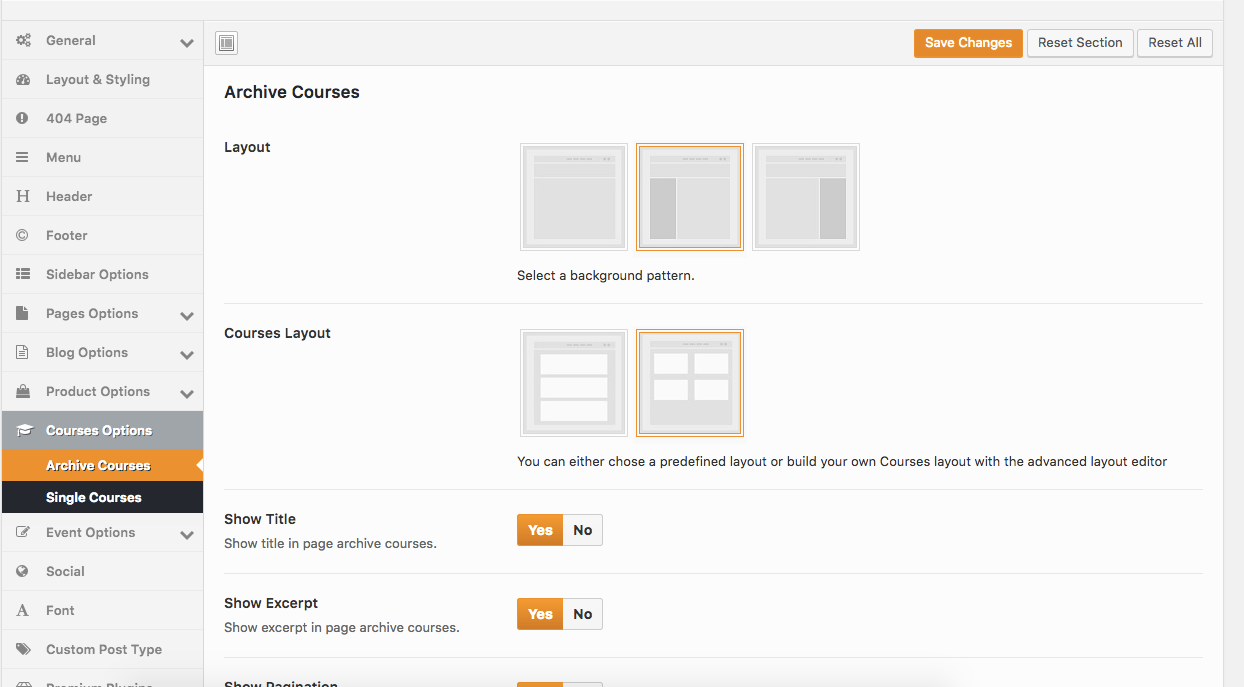 General
Layout & Styling
404 Page
Menu
Header
Footer
Sidebar Options
Pages Options
Blog Options
Product Options
Courses Options
Archive Courses
Single Courses
Event Options
Social
Font
Custom Post Type
Premium Plugins
Save Changes
Reset Section
Reset All
Archive Courses
Layout
Select a background pattern.
Courses Layout
You can either chose a predefined layout or build your own Courses layout with the advanced layout editor
Show Title
Show title in page archive courses.
Yes No
Show Excerpt
Show excerpt in page archive courses.
Yes No
Show Pagination